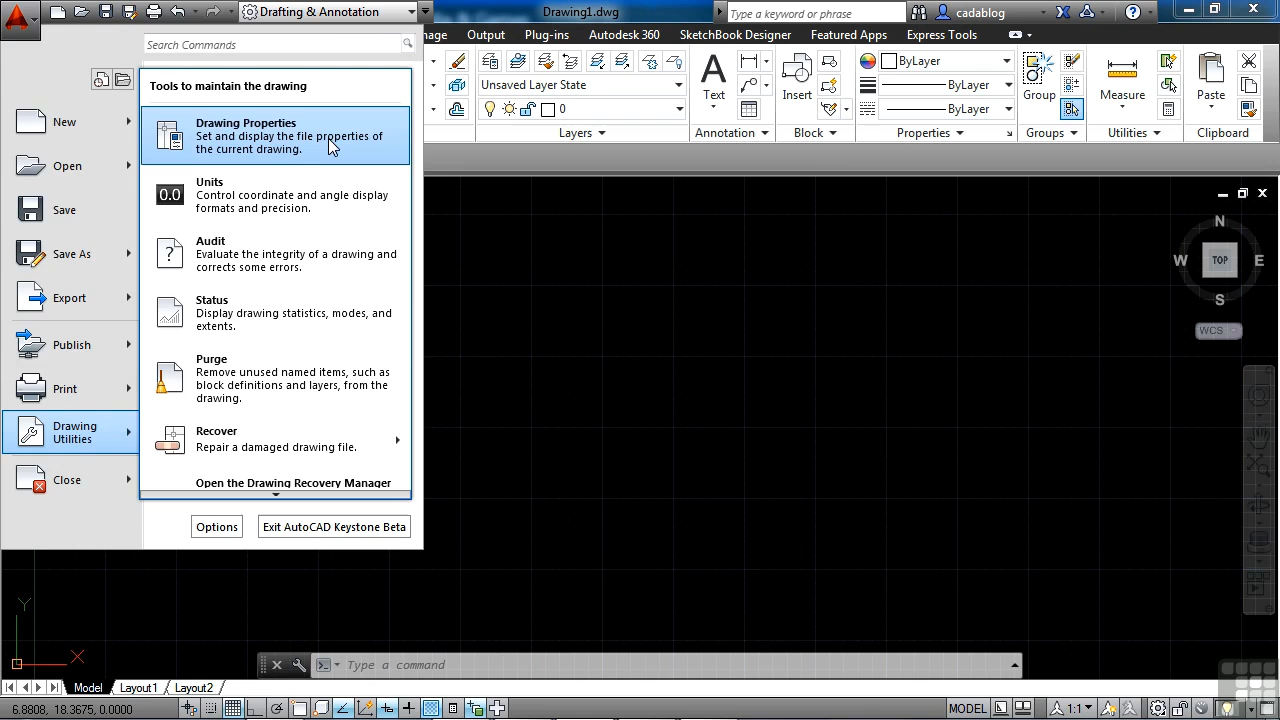 Drafting & Annotation
Drawing1.dwg
Type a keyword or phrase
cadablog
Output
Plug-ins
Autodesk 360
SketchBook Designer
Featured Apps
Express Tools
Search Commands
New
Open
Save
Save As
Export
Publish
Print
Drawing
Utilities
Close
Tools to maintain the drawing
Drawing Properties
Set and display the file properties of
the current drawing.
0.0
Units
Control coordinate and angle display
formats and precision.
Audit
Evaluate the integrity of a drawing and
corrects some errors.
Status
Display drawing statistics, modes, and
extents.
Purge
Remove unused named items, such as
block definitions and layers, from the
drawing.
Recover
Repair a damaged drawing file.
Open the Drawing Recovery Manager
Options
Exit AutoCAD Keystone Beta
Unsaved Layer State
0
Layers
Text
Annotation
Insert
Block
ByLayer
ByLayer
ByLayer
Properties
Group
Groups
Measure
Utilities
Paste
Clipboard
N
W
TOP
E
S
WCS
Y
X
Type a command
Model
Layout1
Layout2
6.8808, 18.3675, 0.0000
MODEL
1:1